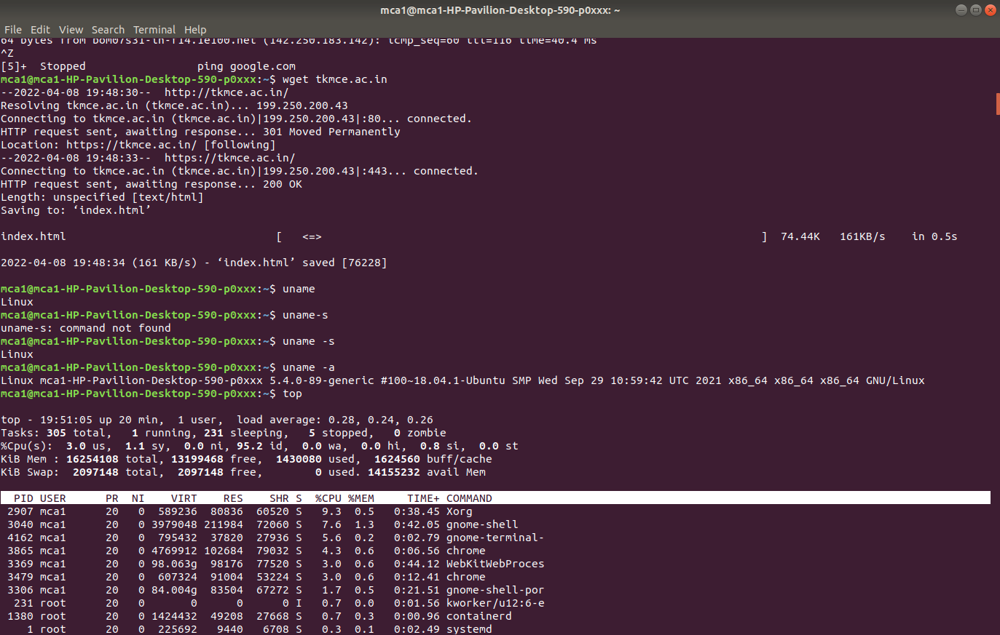 mca1@mca1-HP-Pavilion-Desktop-590-p0xxx: ~
File Edit View Search Terminal Help
64 bytes from bom07s31-in-f14.1e100.net (142.250.183.142): icmp_seq=60 ttl=116 time=40.4 ms
^Z
[5]+  Stopped                 ping google.com
mca1@mca1-HP-Pavilion-Desktop-590-p0xxx:~$ wget tkmce.ac.in
--2022-04-08 19:48:30--  http://tkmce.ac.in/
Resolving tkmce.ac.in (tkmce.ac.in)... 199.250.200.43
Connecting to tkmce.ac.in (tkmce.ac.in)|199.250.200.43|:80... connected.
HTTP request sent, awaiting response... 301 Moved Permanently
Location: https://tkmce.ac.in/ [following]
--2022-04-08 19:48:33--  https://tkmce.ac.in/
Connecting to tkmce.ac.in (tkmce.ac.in)|199.250.200.43|:443... connected.
HTTP request sent, awaiting response... 200 OK
Length: unspecified [text/html]
Saving to: ‘index.html’
index.html                                [   <=>                                                                   ]  74.44K   161KB/s    in 0.5s
2022-04-08 19:48:34 (161 KB/s) - ‘index.html’ saved [76228]
mca1@mca1-HP-Pavilion-Desktop-590-p0xxx:~$ uname
Linux
mca1@mca1-HP-Pavilion-Desktop-590-p0xxx:~$ uname-s
uname-s: command not found
mca1@mca1-HP-Pavilion-Desktop-590-p0xxx:~$ uname -s
Linux
mca1@mca1-HP-Pavilion-Desktop-590-p0xxx:~$ uname -a
Linux mca1-HP-Pavilion-Desktop-590-p0xxx 5.4.0-89-generic #100~18.04.1-Ubuntu SMP Wed Sep 29 10:59:42 UTC 2021 x86_64 x86_64 x86_64 GNU/Linux
mca1@mca1-HP-Pavilion-Desktop-590-p0xxx:~$ top
top - 19:51:05 up 20 min,  1 user,  load average: 0.28, 0.24, 0.26
Tasks: 305 total,   1 running, 231 sleeping,   5 stopped,   0 zombie
%Cpu(s):  3.0 us,  1.1 sy,  0.0 ni, 95.2 id,  0.0 wa,  0.0 hi,  0.8 si,  0.0 st
KiB Mem : 16254108 total, 13199468 free,  1430080 used,  1624560 buff/cache
KiB Swap:  2097148 total,  2097148 free,        0 used. 14155232 avail Mem
  PID USER      PR  NI    VIRT    RES    SHR S  %CPU %MEM     TIME+ COMMAND
 2907 mca1      20   0  589236  80836  60520 S   9.3  0.5   0:38.45 Xorg
 3040 mca1      20   0 3979048 211984  72060 S   7.6  1.3   0:42.05 gnome-shell
 4162 mca1      20   0  795432  37820  27936 S   5.6  0.2   0:02.79 gnome-terminal-
 3865 mca1      20   0 4769912 102684  79032 S   4.3  0.6   0:06.56 chrome
 3369 mca1      20   0 98.063g  98176  77520 S   3.0  0.6   0:44.12 WebKitWebProces
 3479 mca1      20   0  607324  91004  53224 S   3.0  0.6   0:12.41 chrome
 3306 mca1      20   0 84.004g  83504  67272 S   1.7  0.5   0:21.51 gnome-shell-por
  231 root      20   0       0      0      0 I   0.7  0.0   0:01.56 kworker/u12:6-e
 1380 root      20   0 1424432  49208  27668 S   0.7  0.3   0:00.96 containerd
    1 root      20   0  225692   9440   6708 S   0.3  0.1   0:02.49 systemd